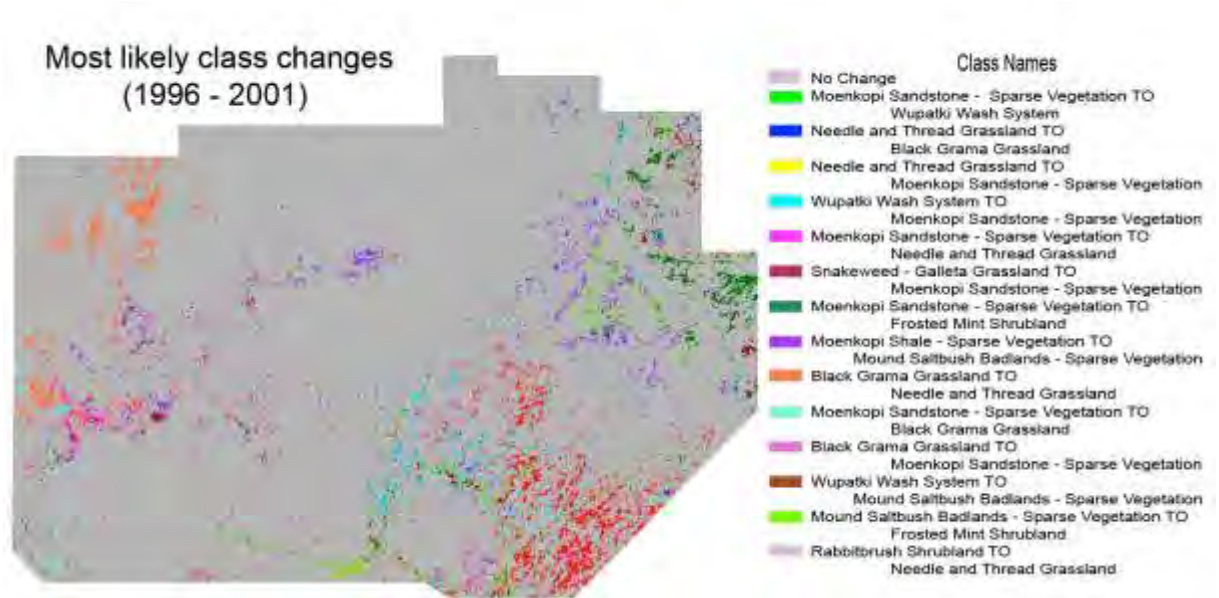 Most likely class changes
(1996 - 2001)
Class Names
No Change
Moenkopi Sandstone - Sparse Vegetation TO
Wupatki Wash System
Needle and Thread Grassland TO
Black Grama Grassland
Needle and Thread Grassland TO
Moenkopi Sandstone - Sparse Vegetation
Wupatki Wash System TO
Moenkopi Sandstone - Sparse Vegetation
Moenkopi Sandstone - Sparse Vegetation TO
Needle and Thread Grassland
Snakeweed - Galleta Grassland TO
Moenkopi Sandstone - Sparse Vegetation
Moenkopi Sandstone - Sparse Vegetation TO
Frosted Mint Shrubland
Moenkopi Shale - Sparse Vegetation TO
Mound Saltbush Badlands - Sparse Vegetation
Black Grama Grassland TO
Needle and Thread Grassland
Moenkopi Sandstone - Sparse Vegetation TO
Black Grama Grassland
Black Grama Grassland TO
Moenkopi Sandstone - Sparse Vegetation
Wupatki Wash System TO
Mound Saltbush Badlands - Sparse Vegetation
Mound Saltbush Badlands - Sparse Vegetation TO
Frosted Mint Shrubland
Rabbitbrush Shrubland TO
Needle and Thread Grassland